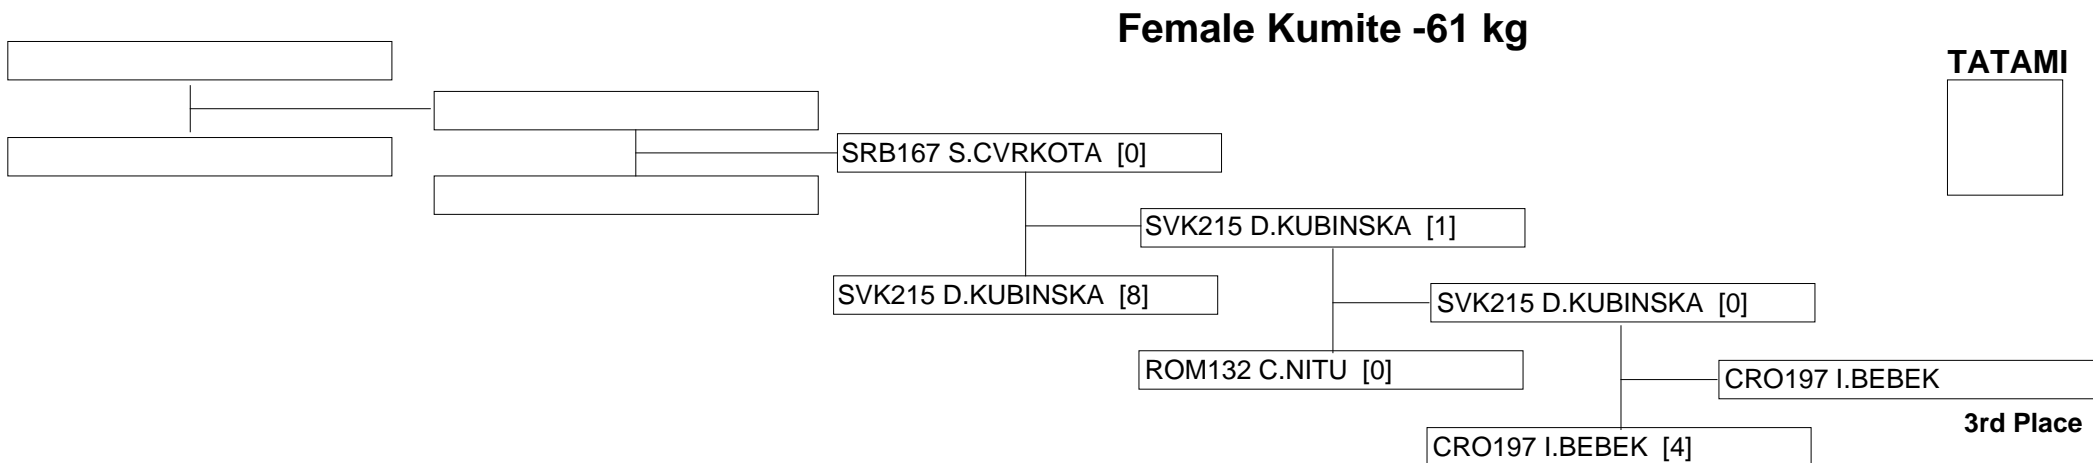 Female Kumite -61 kg
TATAMI
SRB167 S.CVRKOTA [0]
SVK215 D.KUBINSKA [1]
SVK215 D.KUBINSKA [8]
SVK215 D.KUBINSKA [0]
ROM132 C.NITU [0]
CRO197 I.BEBEK
3rd Place
CRO197 I.BEBEK [4]